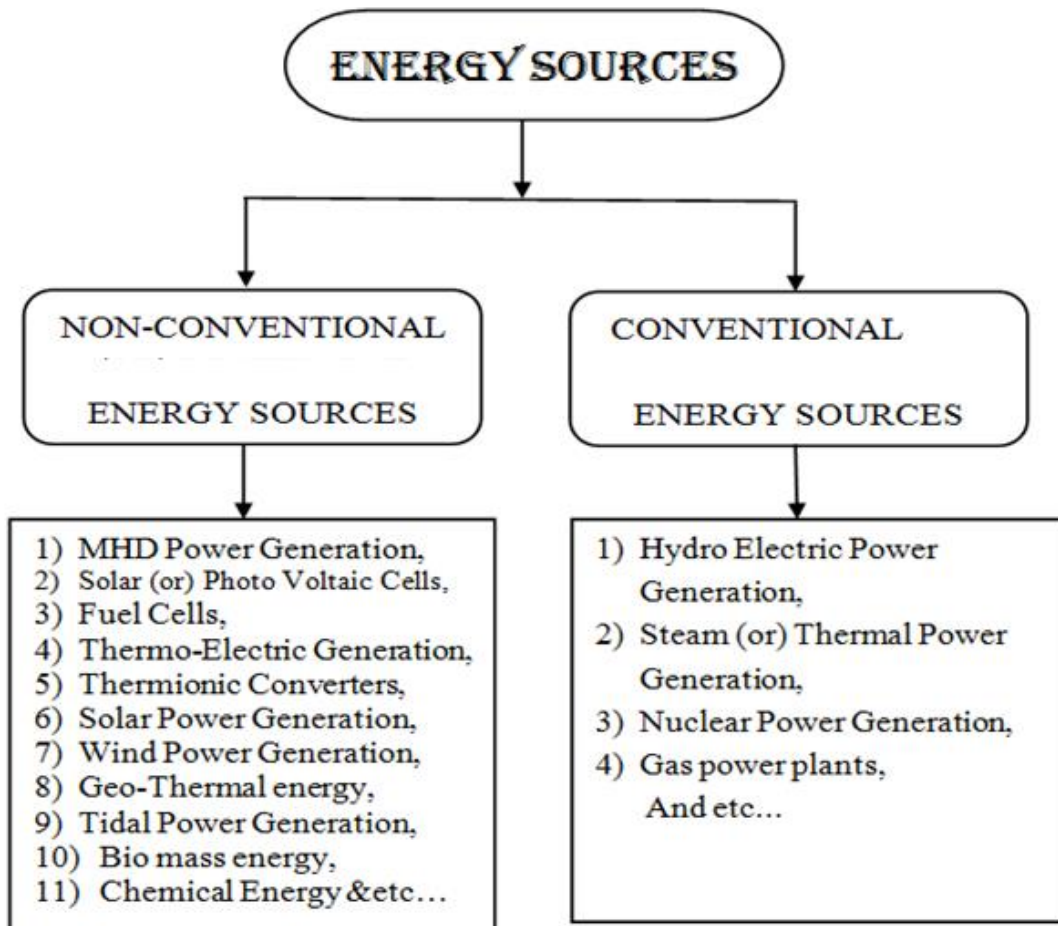 ENERGY SOURCES
NON-CONVENTIONAL
ENERGY SOURCES
CONVENTIONAL
ENERGY SOURCES
1) MHD Power Generation,
2) Solar (or) Photo Voltaic Cells,
3) Fuel Cells,
4) Thermo-Electric Generation,
5) Thermionic Converters,
6) Solar Power Generation,
7) Wind Power Generation,
8) Geo-Thermal energy,
9) Tidal Power Generation,
10) Bio mass energy,
11) Chemical Energy &etc...
1) Hydro Electric Power
Generation,
2) Steam (or) Thermal Power
Generation,
3) Nuclear Power Generation,
4) Gas power plants,
And etc...